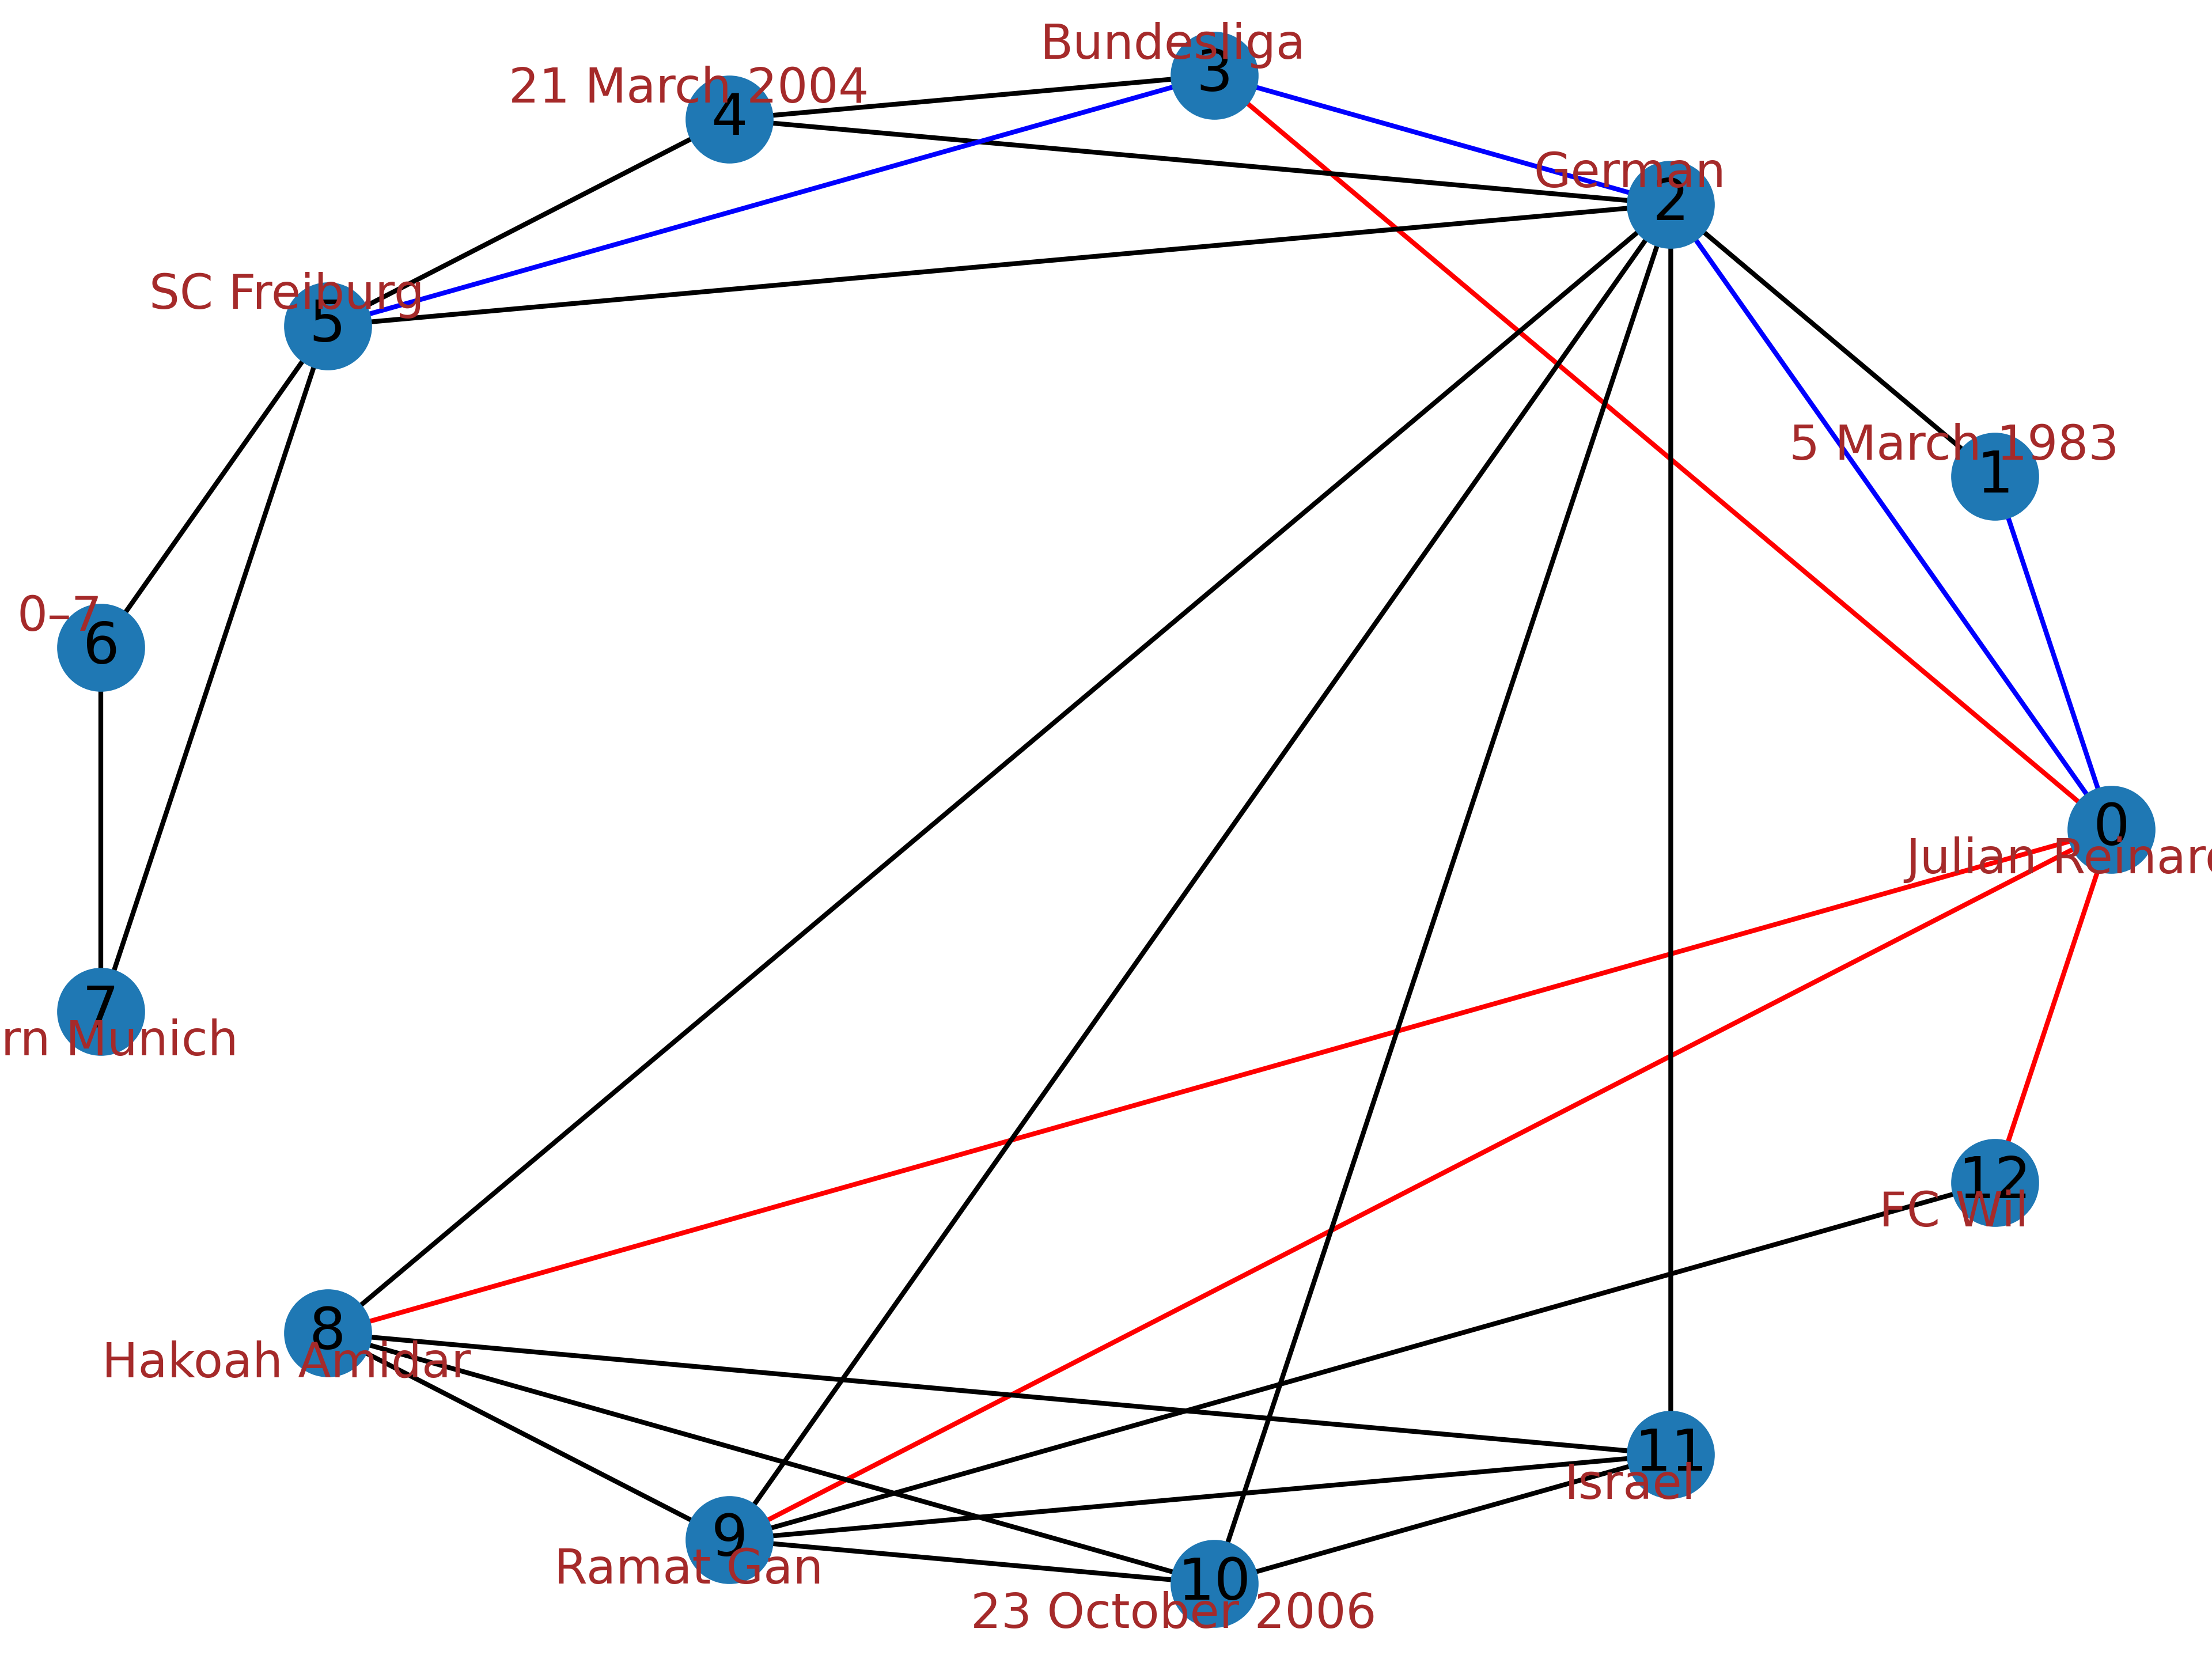 Bundesliga
3
21 March 2004
4
German
2
SC Freiburg
5
5 March 1983
1
0–7
6
0
Julian Reinard
7
rn Munich
12
FC Wil
8
Hakoah Amidar
11
Israel
9
Ramat Gan
10
23 October 2006